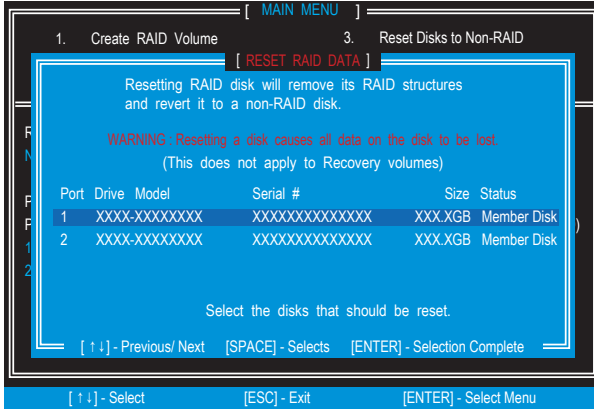 [ MAIN MENU ]
1. Create RAID Volume 3. Reset Disks to Non-RAID
[ RESET RAID DATA ]
Resetting RAID disk will remove its RAID structures
and revert it to a non-RAID disk.
WARNING : Resetting a disk causes all data on the disk to be lost.
(This does not apply to Recovery volumes)
Port Drive Model Serial # Size Status
1 XXXX-XXXXXXXX XXXXXXXXXXXXXX XXX.XGB Member Disk
2 XXXX-XXXXXXXX XXXXXXXXXXXXXX XXX.XGB Member Disk
Select the disks that should be reset.
[ ↑↓] - Previous/ Next [SPACE] - Selects [ENTER] - Selection Complete
[ ↑↓] - Select [ESC] - Exit [ENTER] - Select Menu